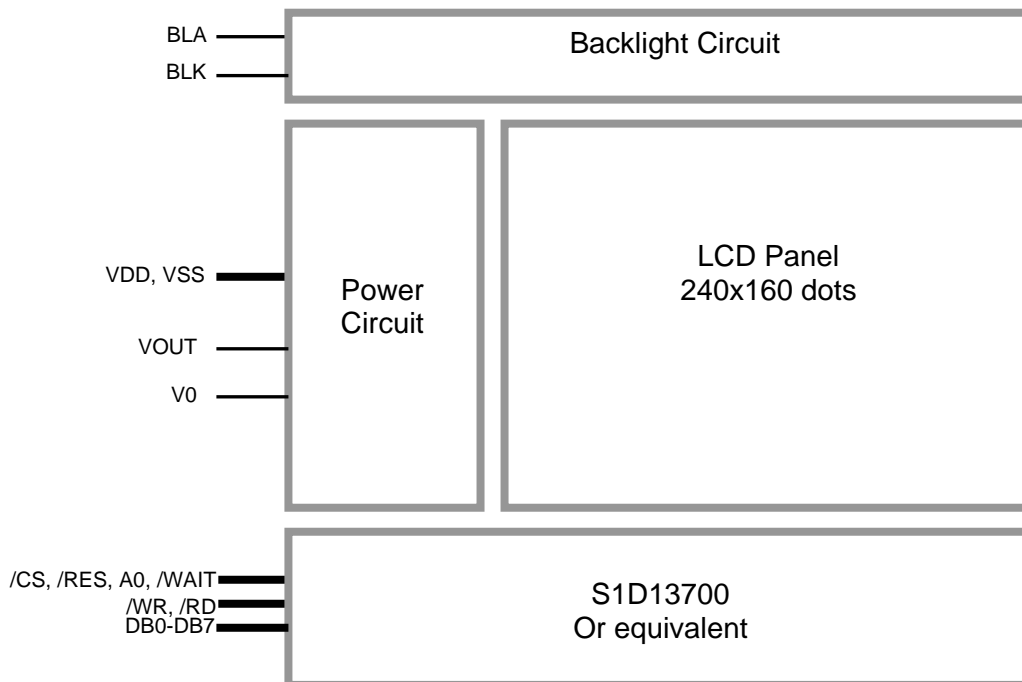 BLA
BLK
Backlight Circuit
VDD, VSS
VOUT
V0
Power
Circuit
LCD Panel
240x160 dots
/CS, /RES, A0, /WAIT
/WR, /RD
DB0-DB7
S1D13700
Or equivalent